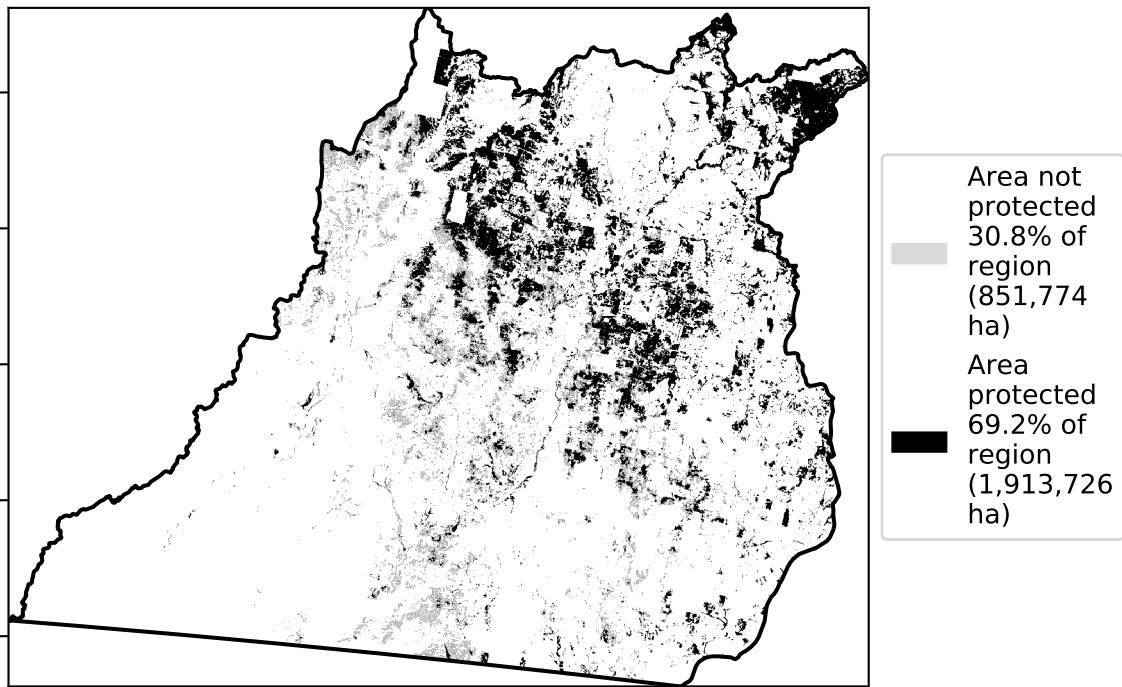 Area not
protected
30.8% of
region
(851,774
ha)
Area
protected
69.2% of
region
(1,913,726
ha)